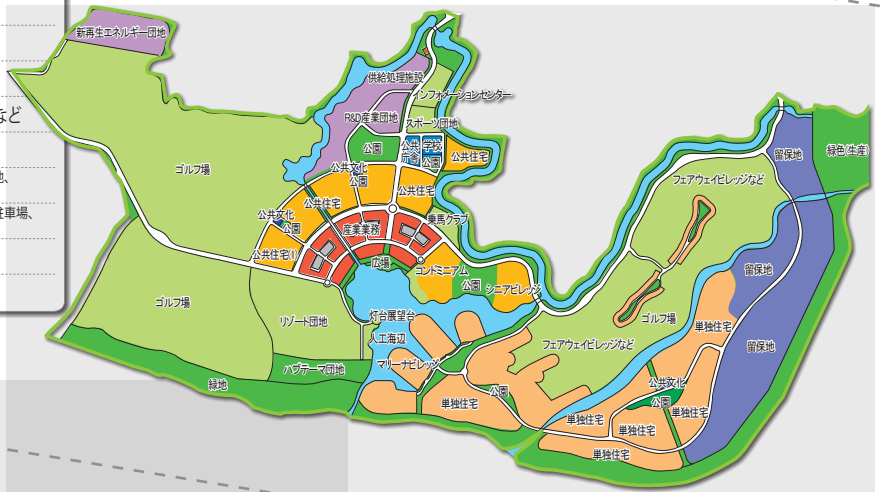 新再生エネルギー団地
など
供給処理施設
インフォメーションセンター
R&D産業団地
スポーツ団地
公園
公共
学校
公園
公共住宅
ゴルフ場
公共文化
公園
公共住宅
公共住宅
留保地
緑色(生産)
フェアウェイビレッジなど
駐車場、
公共文化
公園
乗馬クラブ
産業業務
公共住宅(I)
広場
コンドミニアム
公園
シニアビレッジ
留保地
ゴルフ場
リゾート団地
灯台展望台
人工海辺
ゴルフ場
単独住宅
フェアウェイビレッジなど
留保地
マリーナビレッジ
ハブテーマ団地
緑地
公園
単独住宅
公共文化
公園
単独住宅
単独住宅
単独住宅
単独住宅